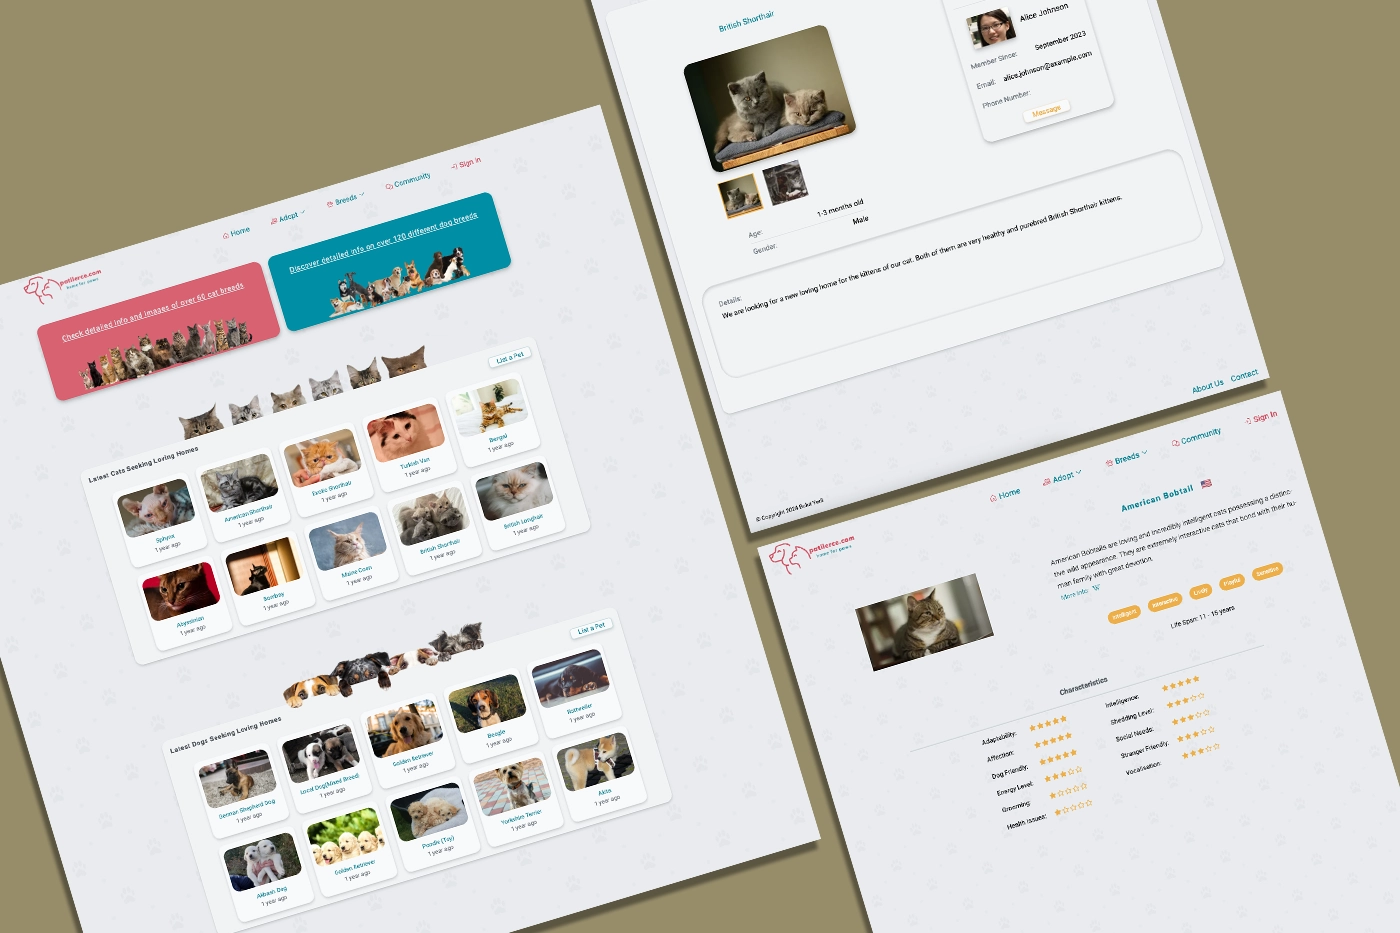 Home
Adopt
Breeds
Community
Sign In
patilerce.com
home for paws
Check detailed info and images of over 60 cat breeds
Discover detailed info on over 120 different dog breeds
List a Pet
Latest Cats Seeking Loving Homes
Sphynx
1 year ago
American Shorthair
1 year ago
Exotic Shorthair
1 year ago
Turkish Van
1 year ago
Bengal
1 year ago
Abyssinian
1 year ago
Bombay
1 year ago
Maine Coon
1 year ago
British Shorthair
1 year ago
British Longhair
1 year ago
List a Pet
Latest Dogs Seeking Loving Homes
German Shepherd Dog
1 year ago
Local Dog(Mixed Breed)
1 year ago
Golden Retriever
1 year ago
Beagle
1 year ago
Rottweiler
1 year ago
Akbash Dog
1 year ago
Golden Retriever
1 year ago
Poodle (Toy)
1 year ago
Yorkshire Terrier
1 year ago
Akita
1 year ago
British Shorthair
Alice Johnson
Member Since: September 2023
Email: alice.johnson@example.com
Phone Number:
Message
Age: 1-3 months old
Gender: Male
Details:
We are looking for a new loving home for the kittens of our cat. Both of them are very healthy and purebred British Shorthair kittens.
About Us Contact
© Copyright 2024 Bulut Yerli
Home
Adopt
Breeds
Community
Sign In
patilerce.com
home for paws
American Bobtail
American Bobtails are loving and incredibly intelligent cats possessing a distinc-
tive wild appearance. They are extremely interactive cats that bond with their hu-
man family with great devotion.
More info: W
Intelligent Interactive Lively Playful Sensitive
Life Span: 11 - 15 years
Characteristics
Adaptability:
Affection:
Dog Friendly:
Energy Level:
Grooming:
Health Issues:
Intelligence:
Shedding Level:
Social Needs:
Stranger Friendly:
Vocalisation: